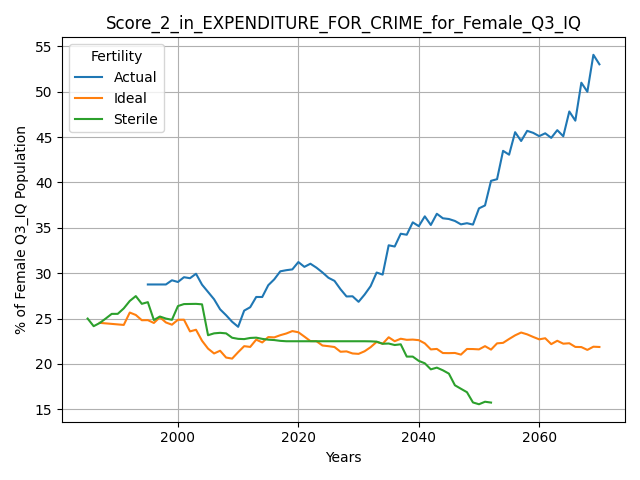 Score_2_in_EXPENDITURE_FOR_CRIME_for_Female_Q3_IQ
Fertility
Actual
Ideal
Sterile
% of Female Q3_IQ Population
55
50
45
40
35
30
25
20
15
2000
2020
2040
2060
Years